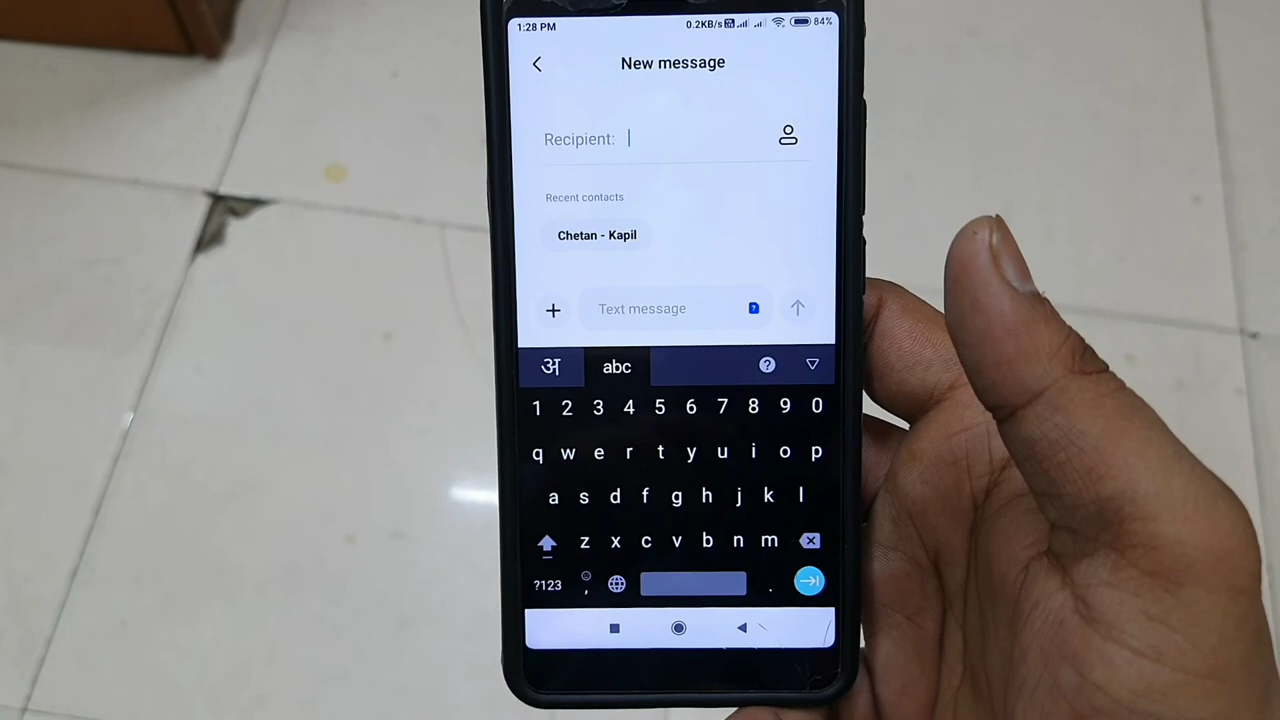 1:28 PM 0.2KB/s 84%
New message
Recipient:
Recent contacts
Chetan - Kapil
Text message
अ abc
1 2 3 4 5 6 7 8 9 0
q w e r t y u i o p
a s d f g h j k l
z x c v b n m
?123 , .